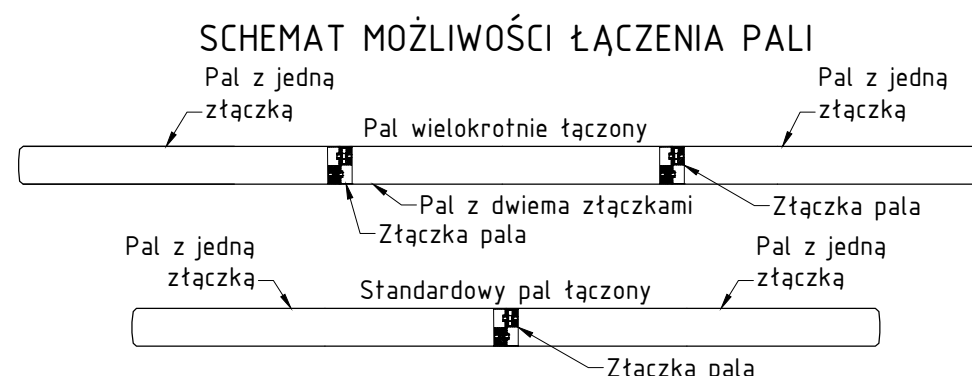 SCHEMAT MOŻLIWOŚCI ŁĄCZENIA PALI
Pal z jedną
złączką
Pal z jedną
złączką
Pal wielokrotnie łączony
Pal z dwiema złączkami
Złączka pala
Złączka pala
Pal z jedną
złączką
Pal z jedną
złączką
Standardowy pal łączony
Złączka pala